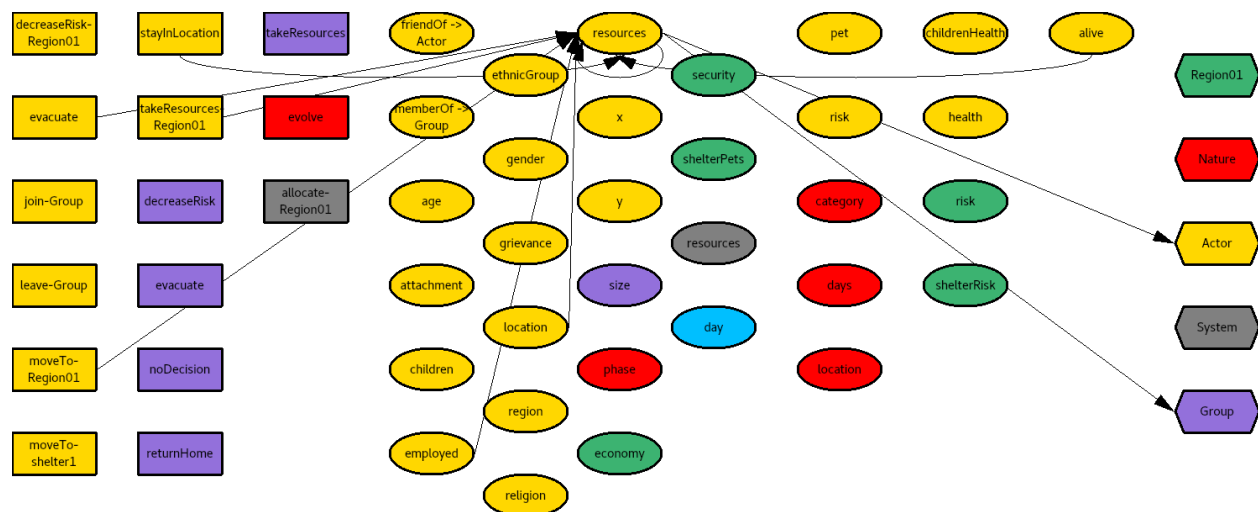 decreaseRisk-
Region01
stayInLocation
takeResources
friendOf ->
Actor
resources
pet
childrenHealth
alive
ethnicGroup
security
Region01
evacuate
takeResources-
Region01
evolve
memberOf ->
Group
x
risk
health
gender
shelterPets
Nature
join-Group
decreaseRisk
allocate-
Region01
age
y
category
risk
grievance
resources
Actor
leave-Group
evacuate
attachment
size
days
shelterRisk
location
day
System
moveTo-
Region01
noDecision
children
phase
location
region
Group
moveTo-
shelter1
returnHome
employed
economy
religion